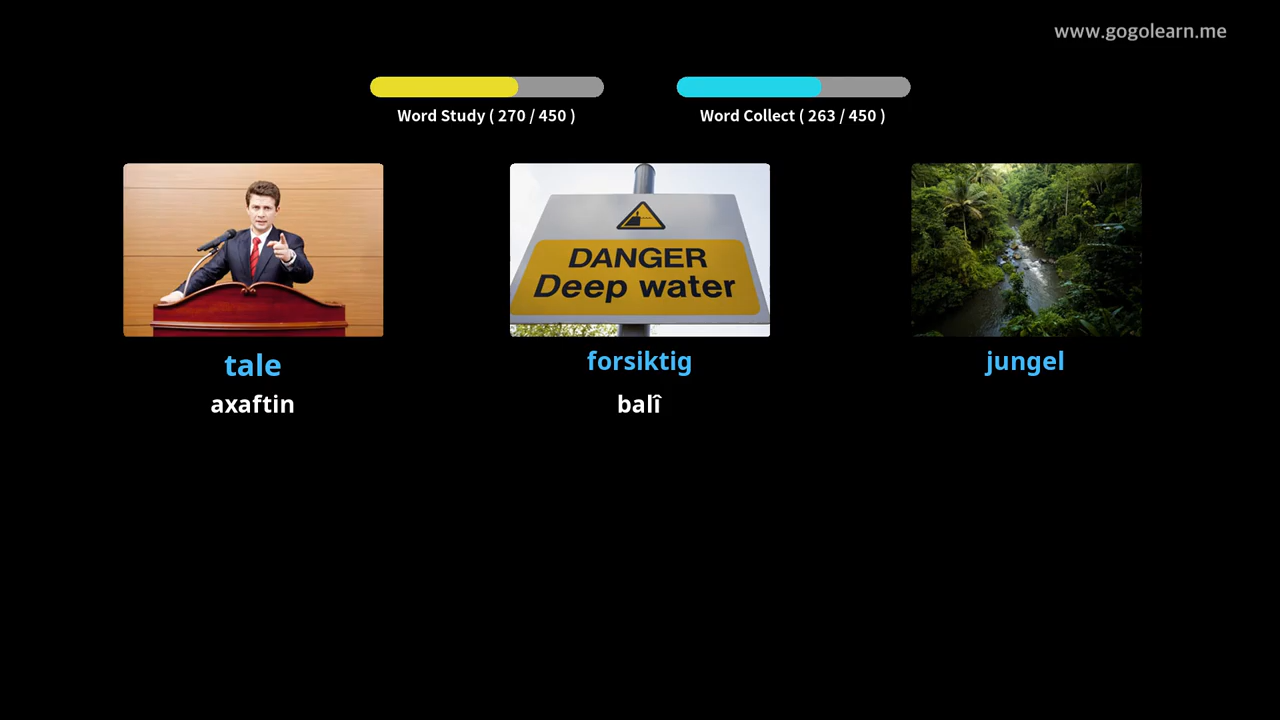 www.gogolearn.me
Word Study ( 270 / 450 )
Word Collect ( 263 / 450 )
DANGER
Deep water
tale
forsiktig
jungel
axaftin
balî